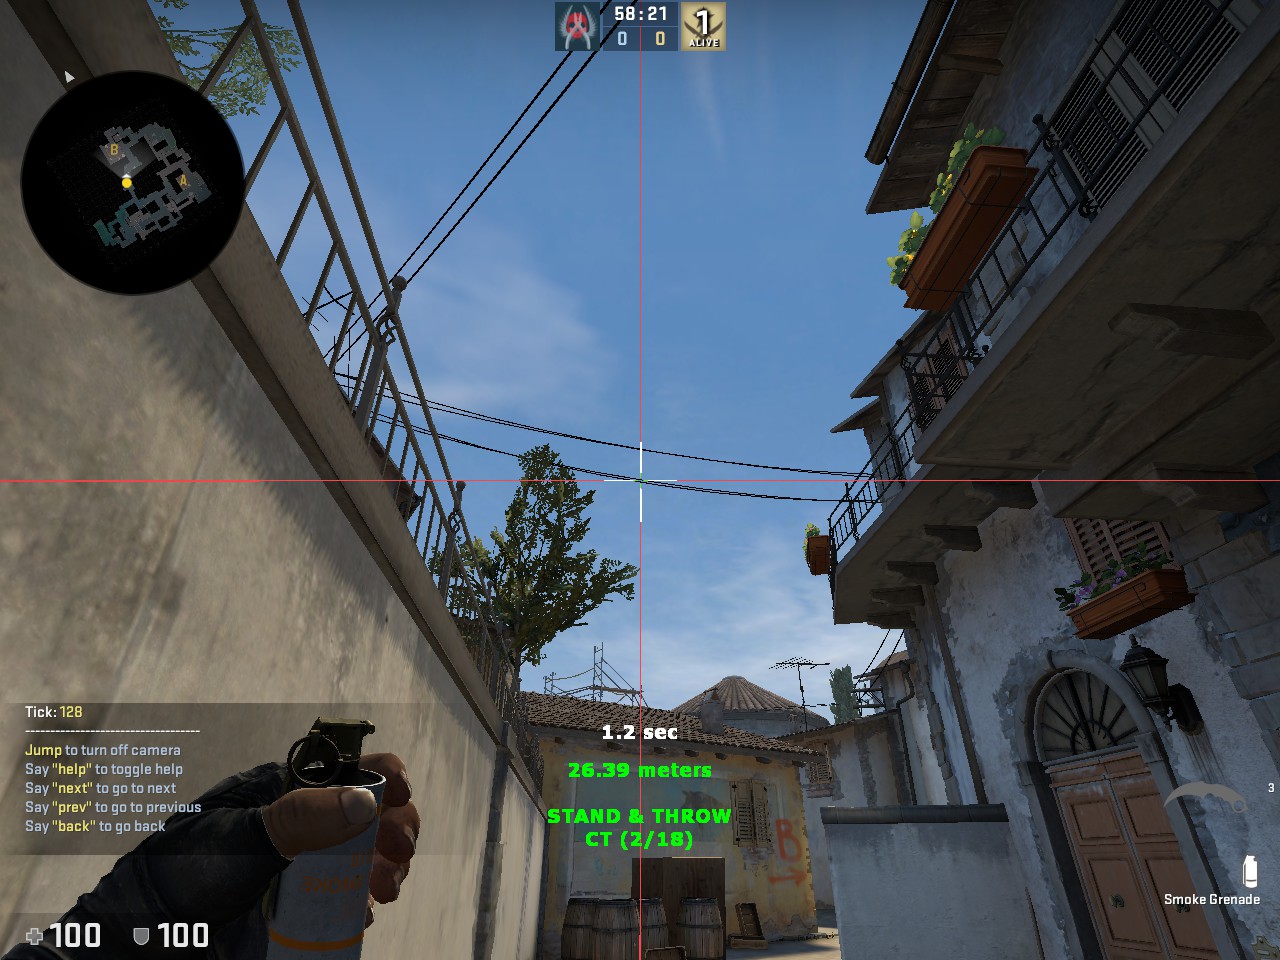 58:21
0 0
1
ALIVE
B
A
Tick: 128
----------------------------------
Jump to turn off camera
Say "help" to toggle help
Say "next" to go to next
Say "prev" to go to previous
Say "back" to go back
1.2 sec
26.39 meters
STAND & THROW
CT (2/18)
B
3
Smoke Grenade
100 100